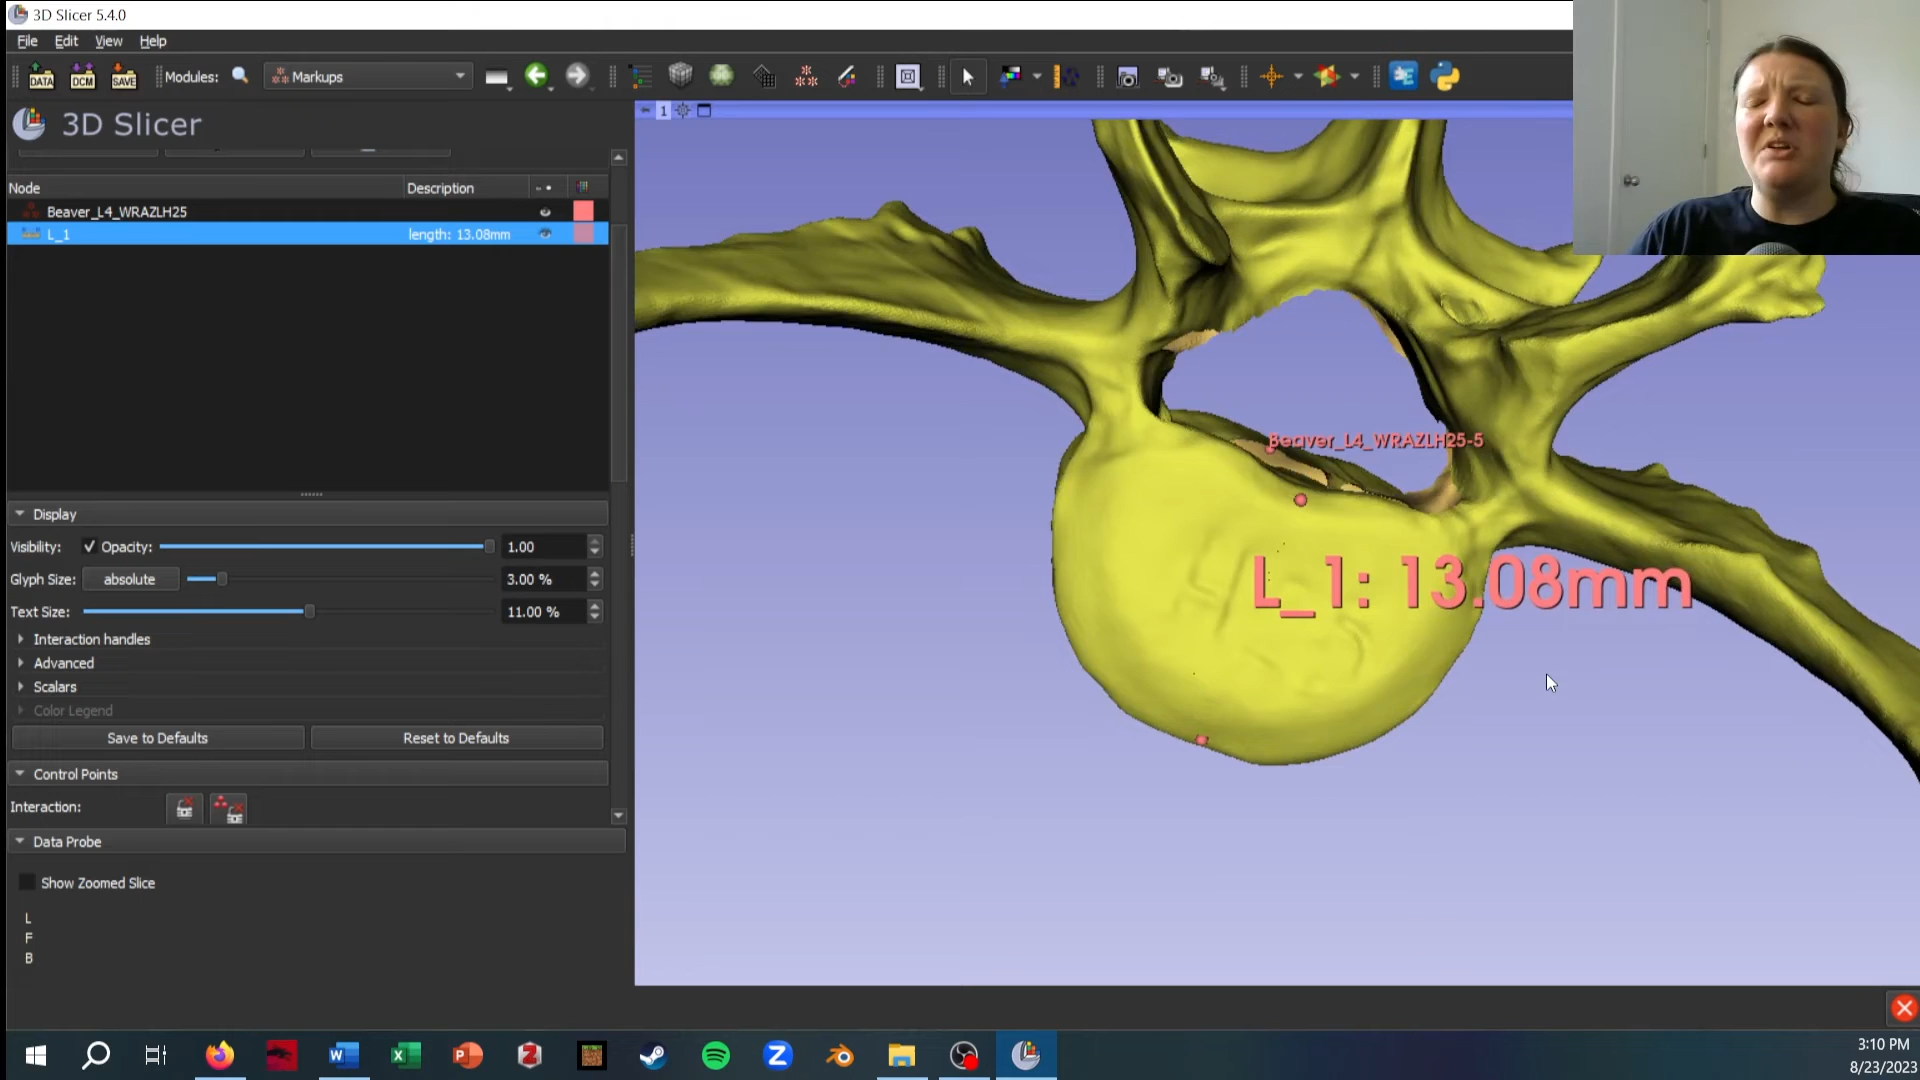 3D Slicer 5.4.0
File Edit View Help
DATA DCM SAVE Modules: Markups
3D Slicer
1
Node Description
Beaver_L4_WRAZLH25
L_1 length: 13.08mm
Display
Visibility: Opacity: 1.00
Glyph Size: absolute 3.00 %
Text Size: 11.00 %
Interaction handles
Advanced
Scalars
Color Legend
Save to Defaults Reset to Defaults
Control Points
Interaction:
Data Probe
Show Zoomed Slice
L
F
B
Beaver_L4_WRAZLH25-5
L_1: 13.08mm
3:10 PM
8/23/2023